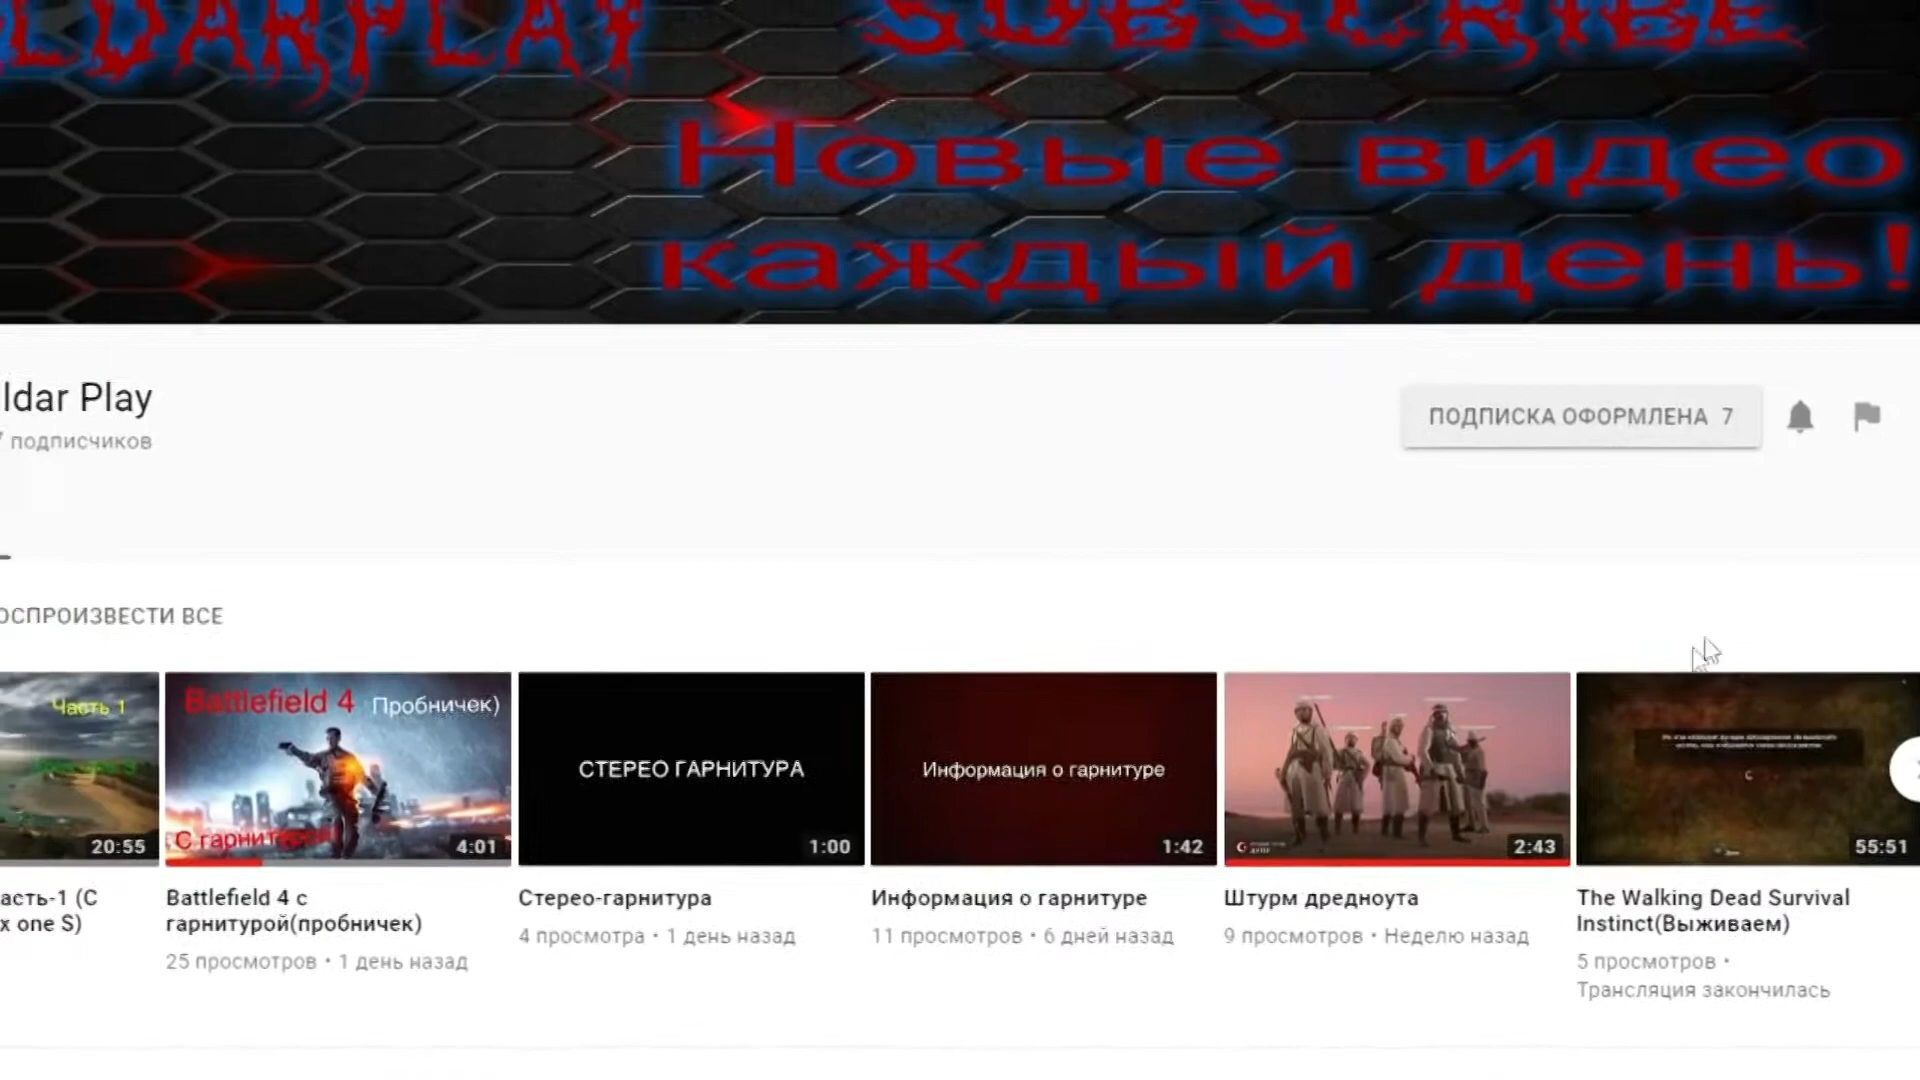 LDARPLAY SUBSCRIBE
Новые видео
каждый день!
ldar Play
7 подписчиков
ПОДПИСКА ОФОРМЛЕНА 7
ОСПРОИЗВЕСТИ ВСЕ
Часть 1
20:55
Battlefield 4 Пробничек)
С гарнитурой
4:01
СТЕРЕО ГАРНИТУРА
1:00
Информация о гарнитуре
1:42
2:43
55:51
асть-1 (С
x one S)
Battlefield 4 с
гарнитурой(пробничек)
25 просмотров • 1 день назад
Стерео-гарнитура
4 просмотра • 1 день назад
Информация о гарнитуре
11 просмотров • 6 дней назад
Штурм дредноута
9 просмотров • Неделю назад
The Walking Dead Survival
Instinct(Выживаем)
5 просмотров •
Трансляция закончилась